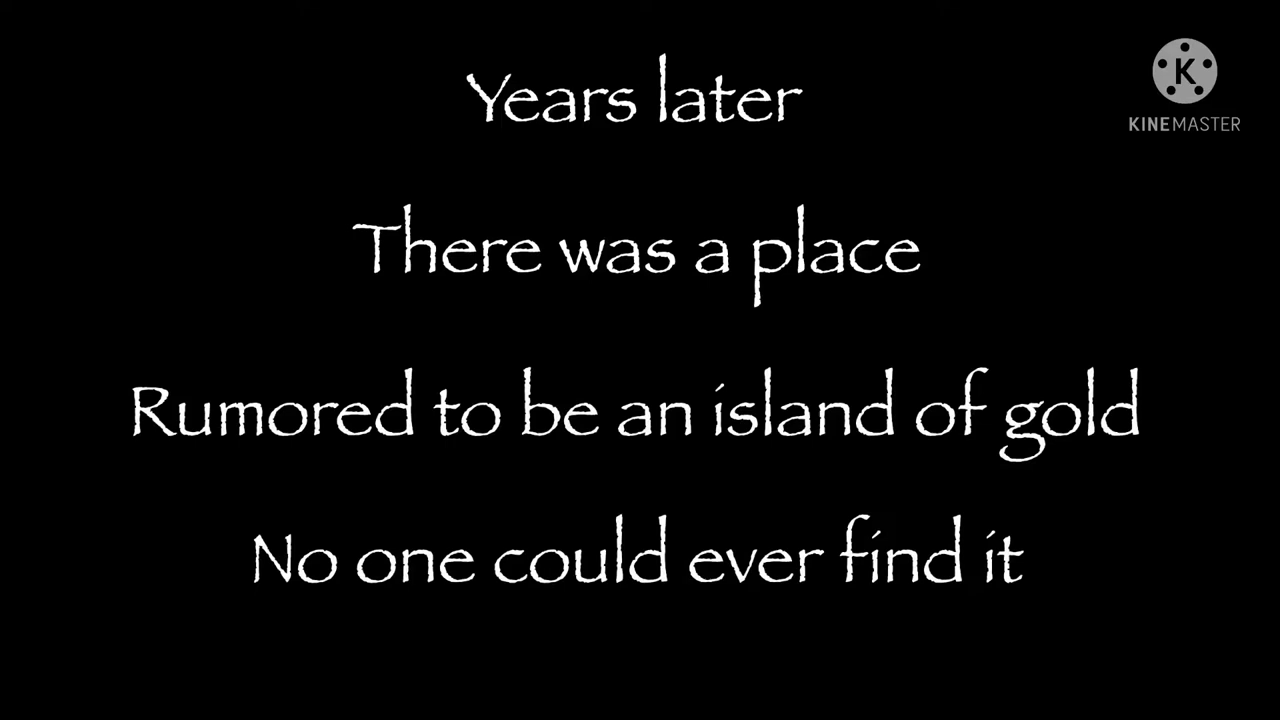 Years later
K
KINEMASTER
There was a place
Rumored to be an island of gold
No one could ever find it